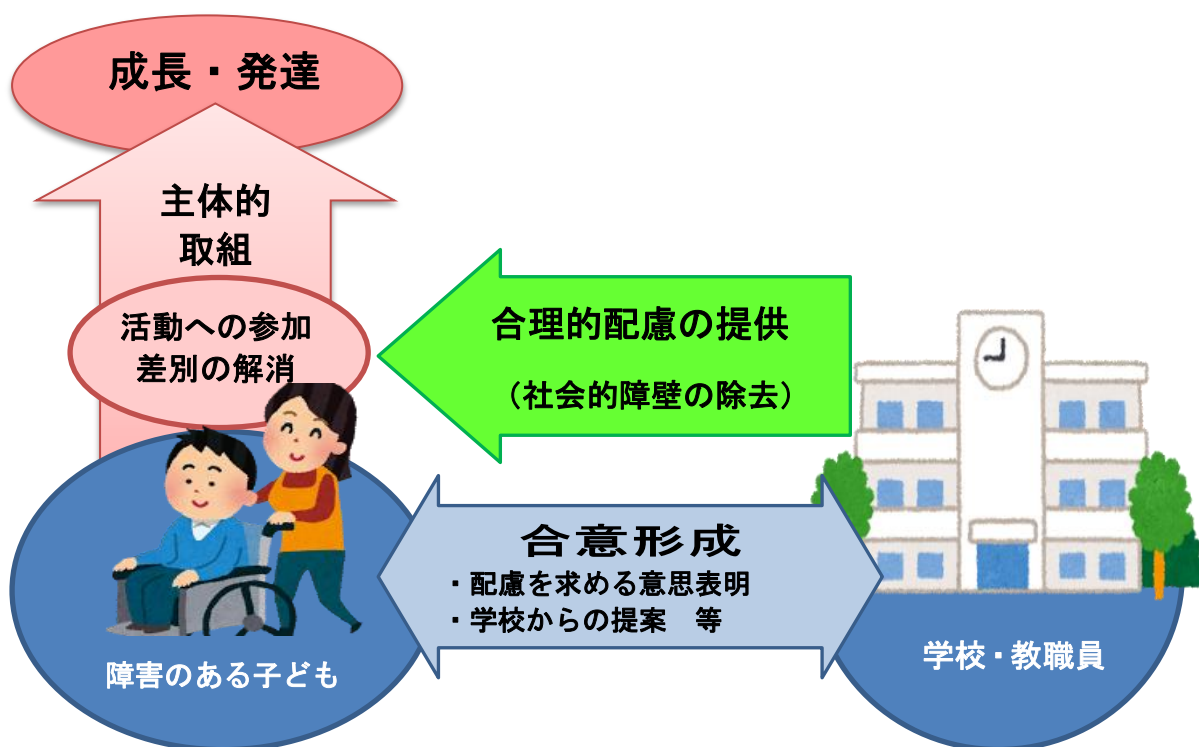 成長・発達
主体的
取組
活動への参加
差別の解消
合理的配慮の提供
（社会的障壁の除去）
合意形成
・配慮を求める意思表明
・学校からの提案　等
障害のある子ども
学校・教職員